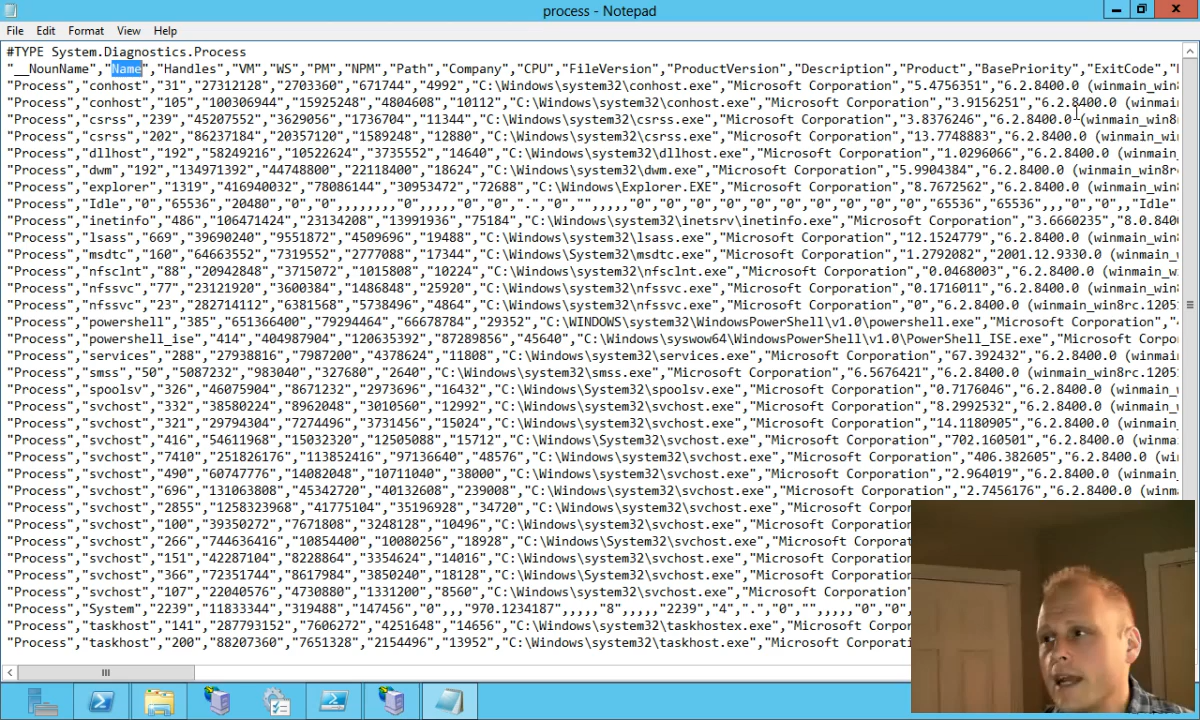 process - Notepad
File Edit Format View Help
#TYPE System.Diagnostics.Process
"__NounName","Name","Handles","VM","WS","PM","NPM","Path","Company","CPU","FileVersion","ProductVersion","Description","Product","BasePriority","ExitCode","
"Process","conhost","31","27312128","2703360","671744","4992","C:\Windows\system32\conhost.exe","Microsoft Corporation","5.4756351","6.2.8400.0 (winmain_win8
"Process","conhost","105","100306944","15925248","4804608","10112","C:\Windows\system32\conhost.exe","Microsoft Corporation","3.9156251","6.2.8400.0 (winmai
"Process","csrss","239","45207552","3629056","1736704","11344","C:\Windows\system32\csrss.exe","Microsoft Corporation","3.8376246","6.2.8400.0 (winmain_win8
"Process","csrss","202","86237184","20357120","1589248","12880","C:\Windows\system32\csrss.exe","Microsoft Corporation","13.7748883","6.2.8400.0 (winmain_wi
"Process","dllhost","192","58249216","10522624","3735552","14640","C:\Windows\system32\dllhost.exe","Microsoft Corporation","1.0296066","6.2.8400.0 (winmain
"Process","dwm","192","134971392","44748800","22118400","18624","C:\Windows\system32\dwm.exe","Microsoft Corporation","5.9904384","6.2.8400.0 (winmain_win8r
"Process","explorer","1319","416940032","78086144","30953472","72688","C:\Windows\Explorer.EXE","Microsoft Corporation","8.7672562","6.2.8400.0 (winmain_win
"Process","Idle","0","65536","20480","0","0",,,,,,,,,"0",,,,,"0","0",".","0","",,,,,"0","0","0","0","0","0","0","65536","65536",,,"0","0",,"Idle"
"Process","inetinfo","486","106471424","23134208","13991936","75184","C:\Windows\system32\inetsrv\inetinfo.exe","Microsoft Corporation","3.6660235","8.0.840
"Process","lsass","669","39690240","9551872","4509696","19488","C:\Windows\system32\lsass.exe","Microsoft Corporation","12.1524779","6.2.8400.0 (winmain_win
"Process","msdtc","160","64663552","7319552","2777088","17344","C:\Windows\System32\msdtc.exe","Microsoft Corporation","1.2792082","2001.12.9330.0 (winmain_
"Process","nfsclnt","88","20942848","3715072","1015808","10224","C:\Windows\system32\nfsclnt.exe","Microsoft Corporation","0.0468003","6.2.8400.0 (winmain_w
"Process","nfssvc","77","23121920","3600384","1486848","25920","C:\Windows\system32\nfssvc.exe","Microsoft Corporation","0.1716011","6.2.8400.0 (winmain_win
"Process","nfssvc","23","282714112","6381568","5738496","4864","C:\Windows\system32\nfssvc.exe","Microsoft Corporation","0","6.2.8400.0 (winmain_win8rc.1205
"Process","powershell","385","651366400","79294464","66678784","29352","C:\WINDOWS\system32\WindowsPowerShell\v1.0\powershell.exe","Microsoft Corporation","
"Process","powershell_ise","414","404987904","120635392","87289856","45640","C:\Windows\syswow64\WindowsPowerShell\v1.0\PowerShell_ISE.exe","Microsoft Corpo
"Process","services","288","27938816","7987200","4378624","11808","C:\Windows\system32\services.exe","Microsoft Corporation","67.392432","6.2.8400.0 (winmai
"Process","smss","50","5087232","983040","327680","2640","C:\Windows\system32\smss.exe","Microsoft Corporation","6.5676421","6.2.8400.0 (winmain_win8rc.1205
"Process","spoolsv","326","46075904","8671232","2973696","16432","C:\Windows\System32\spoolsv.exe","Microsoft Corporation","0.7176046","6.2.8400.0 (winmain_
"Process","svchost","332","38580224","8962048","3010560","12992","C:\Windows\system32\svchost.exe","Microsoft Corporation","8.2992532","6.2.8400.0 (winmain_
"Process","svchost","321","29794304","7274496","3731456","15024","C:\Windows\system32\svchost.exe","Microsoft Corporation","14.1180905","6.2.8400.0 (winmain
"Process","svchost","416","54611968","15032320","12505088","15712","C:\Windows\System32\svchost.exe","Microsoft Corporation","702.160501","6.2.8400.0 (winma
"Process","svchost","7410","251826176","113852416","97136640","48576","C:\Windows\system32\svchost.exe","Microsoft Corporation","406.382605","6.2.8400.0 (wi
"Process","svchost","490","60747776","14082048","10711040","38000","C:\Windows\system32\svchost.exe","Microsoft Corporation","2.964019","6.2.8400.0 (winmain
"Process","svchost","696","131063808","45342720","40132608","239008","C:\Windows\system32\svchost.exe","Microsoft Corporation","2.7456176","6.2.8400.0 (winm
"Process","svchost","2855","1258323968","41775104","35196928","34720","C:\Windows\system32\svchost.exe","Microsoft Co
"Process","svchost","100","39350272","7671808","3248128","10496","C:\Windows\system32\svchost.exe","Microsoft Corpora
"Process","svchost","266","744636416","10854400","10080256","18928","C:\Windows\System32\svchost.exe","Microsoft Corp
"Process","svchost","151","42287104","8228864","3354624","14016","C:\Windows\system32\svchost.exe","Microsoft Corpora
"Process","svchost","366","72351744","8617984","3850240","18128","C:\Windows\system32\svchost.exe","Microsoft Corpora
"Process","svchost","107","22040576","4730880","1331200","8560","C:\Windows\system32\svchost.exe","Microsoft Corporat
"Process","System","2239","11833344","319488","147456","0",,,"970.1234187",,,,,"8",,,,,"2239","4",".","0","",,,,,"0","0"
"Process","taskhost","141","287793152","7606272","4251648","14656","C:\Windows\system32\taskhostex.exe","Microsoft Co
"Process","taskhost","200","88207360","7651328","2154496","13952","C:\Windows\system32\taskhost.exe","Microsoft Corpo